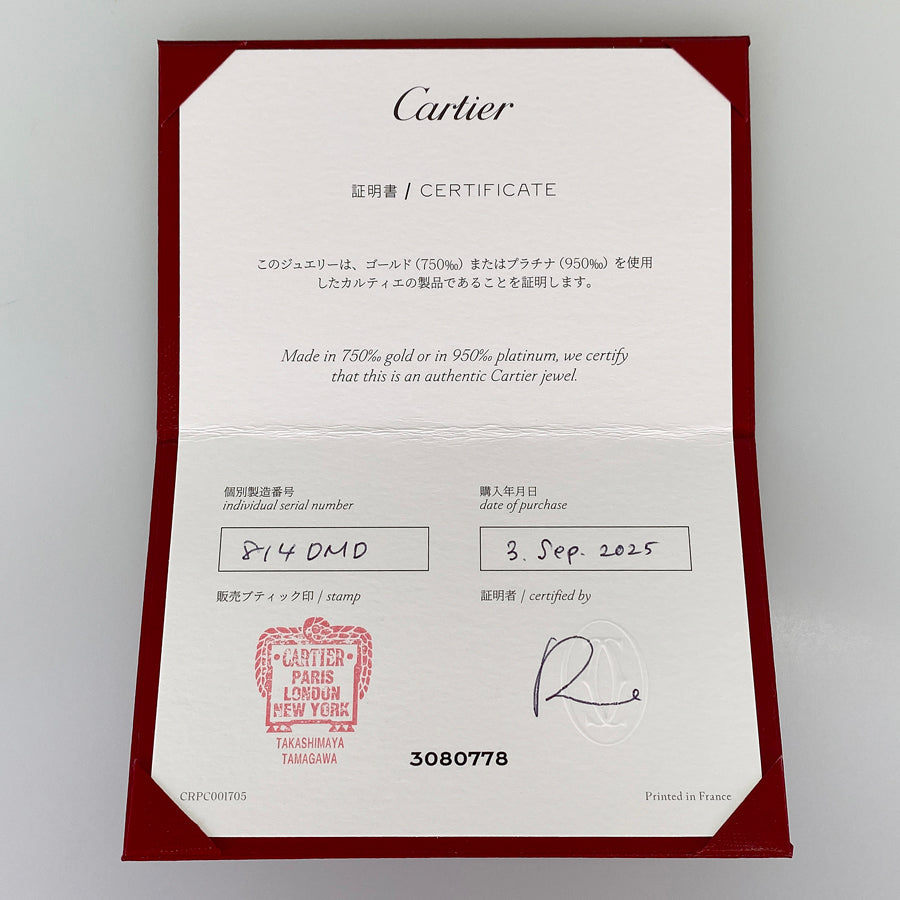 Cartier
証明書 / CERTIFICATE
このジュエリーは、ゴールド（750‰）またはプラチナ（950‰）を使用
したカルティエの製品であることを証明します。
Made in 750‰ gold or in 950‰ platinum, we certify
that this is an authentic Cartier jewel.
個別製造番号
individual serial number
814 DMD
購入年月日
date of purchase
3. Sep. 2025
販売ブティック印 / stamp
証明者 / certified by
CARTIER
PARIS
LONDON
NEW YORK
TAKASHIMAYA
TAMAGAWA
3080778
CRPC001705
Printed in France